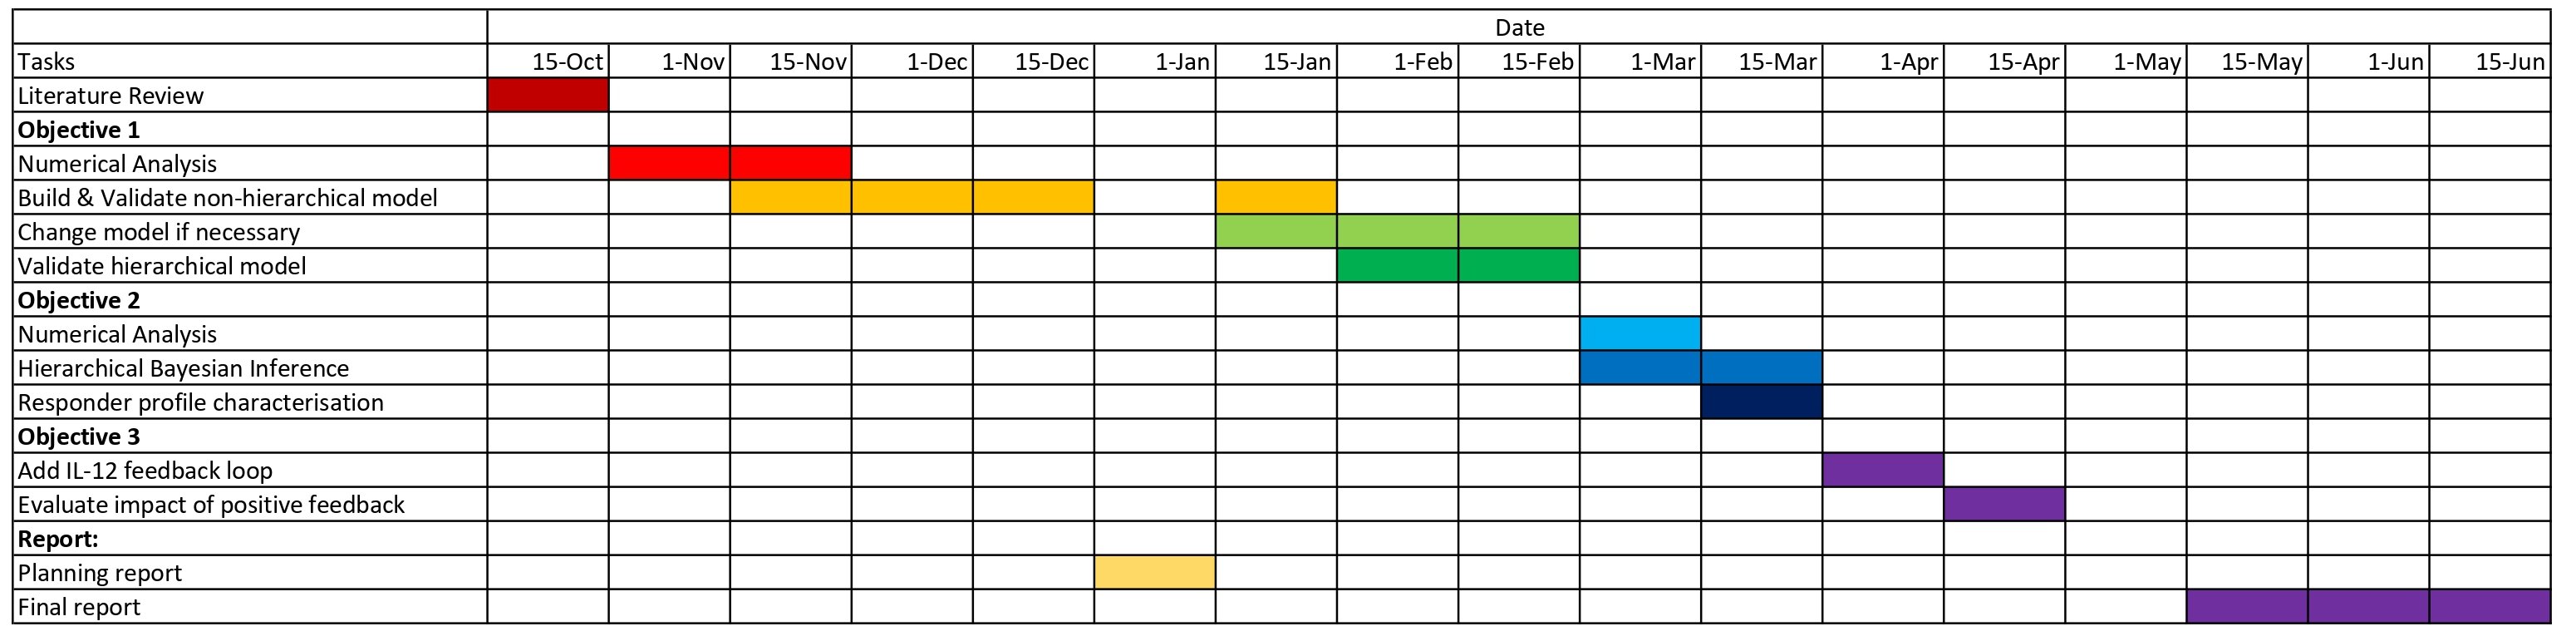 Date
Tasks 15-Oct 1-Nov 15-Nov 1-Dec 15-Dec 1-Jan 15-Jan 1-Feb 15-Feb 1-Mar 15-Mar 1-Apr 15-Apr 1-May 15-May 1-Jun 15-Jun
Literature Review
Objective 1
Numerical Analysis
Build & Validate non-hierarchical model
Change model if necessary
Validate hierarchical model
Objective 2
Numerical Analysis
Hierarchical Bayesian Inference
Responder profile characterisation
Objective 3
Add IL-12 feedback loop
Evaluate impact of positive feedback
Report:
Planning report
Final report